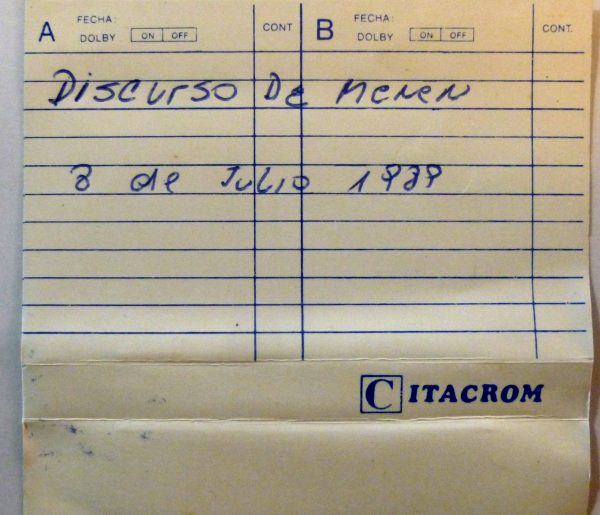 A FECHA: DOLBY ON OFF CONT B FECHA: DOLBY ON OFF CONT.
Discurso De Menem
8 de Julio 1989
CITACROM